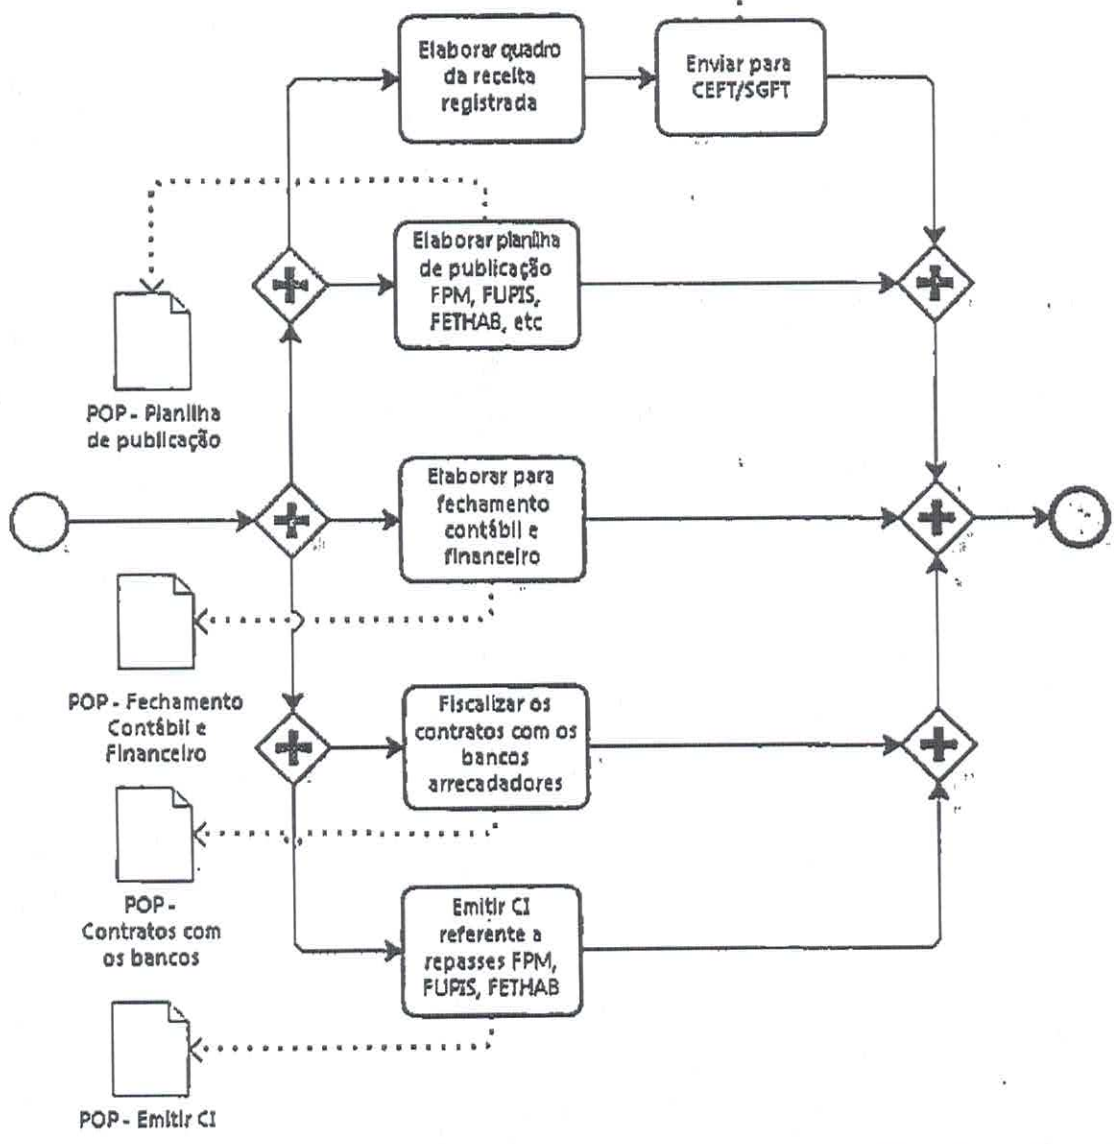 Elaborar quadro
da receita
registrada
Enviar para
CEFT/SGFT
Elaborar planilha
de publicação
FPM, FUPIS,
FETHAB, etc
POP - Planilha
de publicação
Elaborar para
fechamento
contábil e
financeiro
POP - Fechamento
Contábil e
Financeiro
Fiscalizar os
contratos com os
bancos
arrecadadores
POP -
Contratos com
os bancos
Emitir CI
referente a
repasses FPM,
FUPIS, FETHAB
POP - Emitir CI